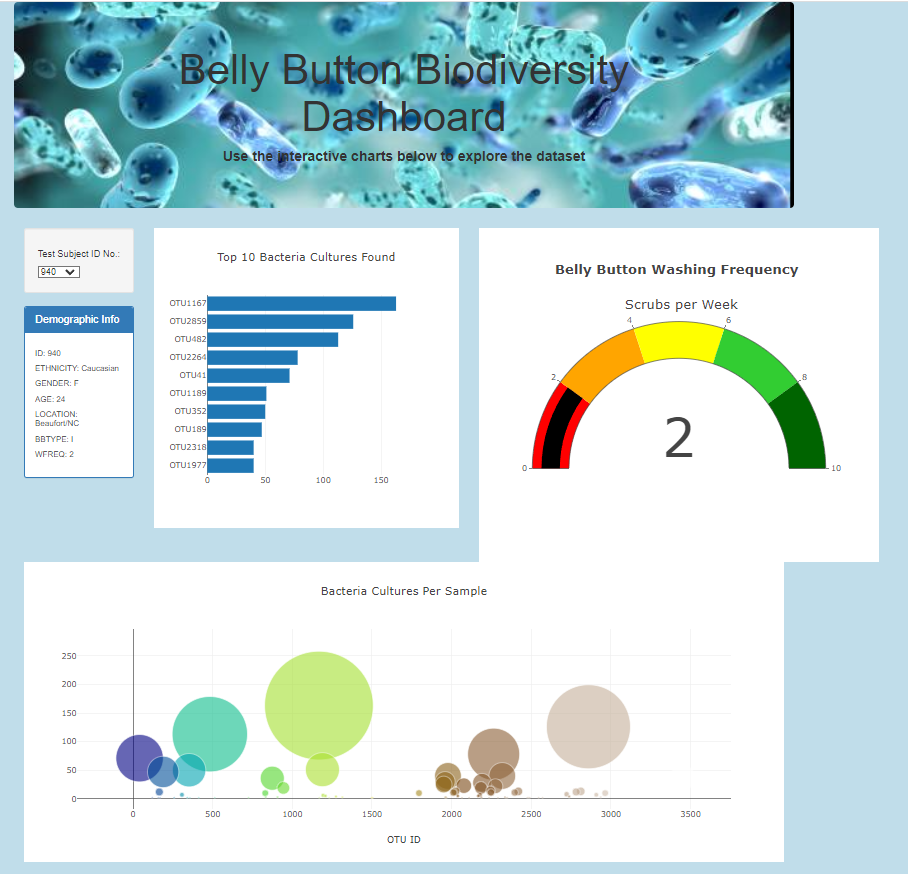 Belly Button Biodiversity
Dashboard
Use the interactive charts below to explore the dataset
Test Subject ID No.:
940
Demographic Info
ID: 940
ETHNICITY: Caucasian
GENDER: F
AGE: 24
LOCATION:
Beaufort/NC
BBTYPE: I
WFREQ: 2
Top 10 Bacteria Cultures Found
OTU1167
OTU2859
OTU482
OTU2264
OTU41
OTU1189
OTU352
OTU189
OTU2318
OTU1977
0 50 100 150
Belly Button Washing Frequency
Scrubs per Week
4 6
2 8
2
0 10
Bacteria Cultures Per Sample
250
200
150
100
50
0
0 500 1000 1500 2000 2500 3000 3500
OTU ID